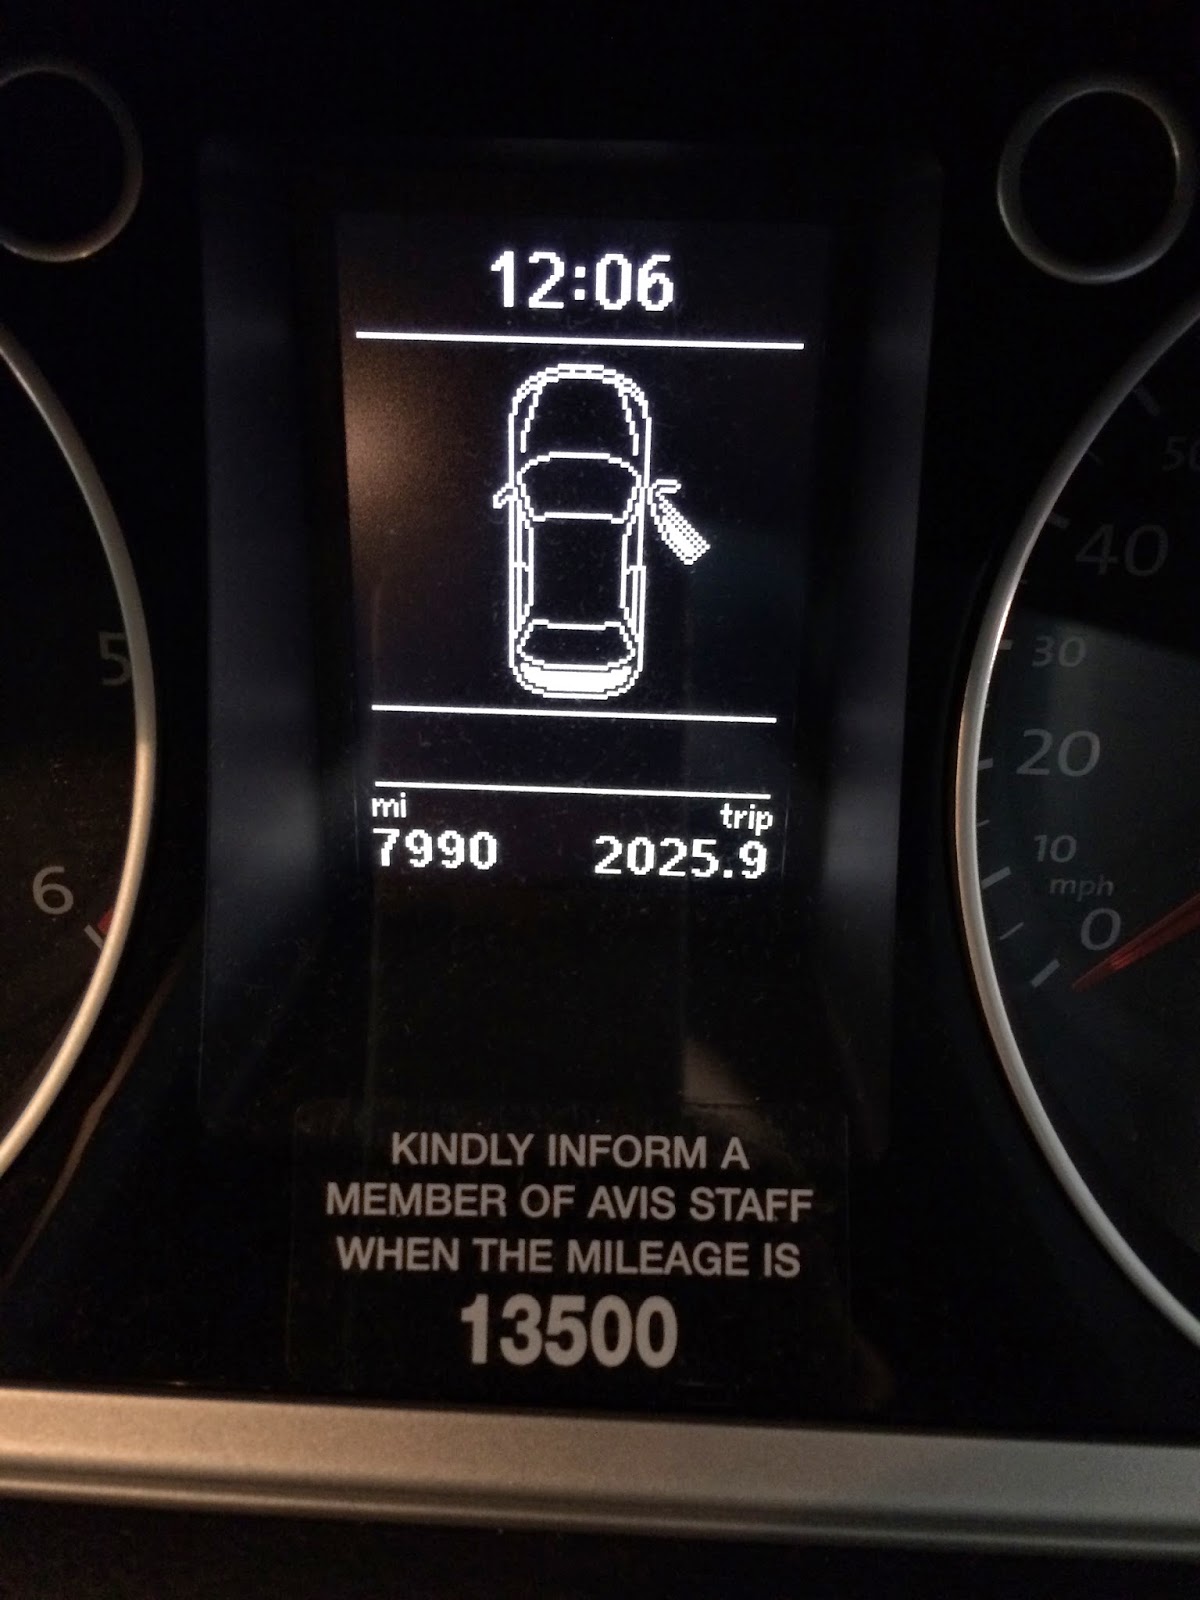 12:06
mi trip
7990 2025.9
5
6
50
40
30
20
10
mph
0
KINDLY INFORM A
MEMBER OF AVIS STAFF
WHEN THE MILEAGE IS
13500